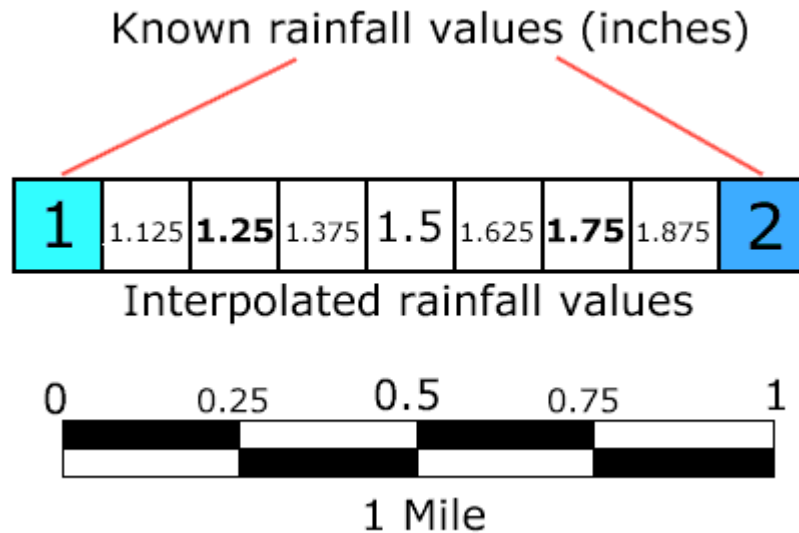 Known rainfall values (inches)
1 1.125 1.25 1.375 1.5 1.625 1.75 1.875 2
Interpolated rainfall values
0 0.25 0.5 0.75 1
1 Mile